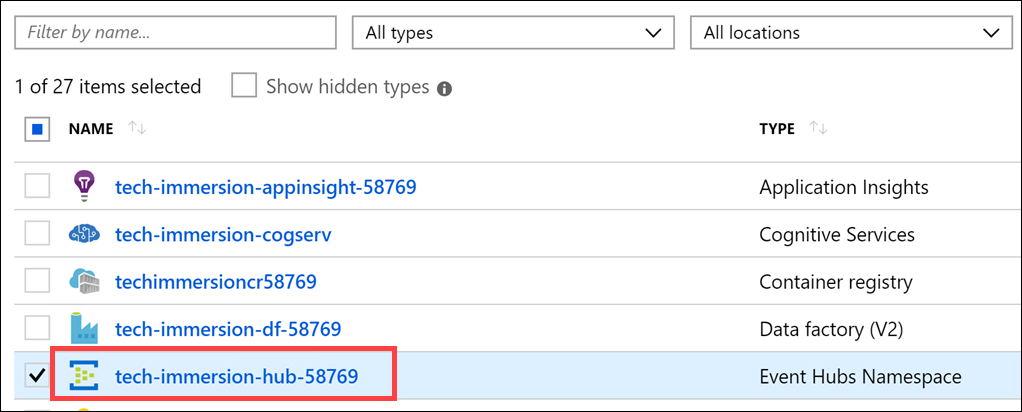 Filter by name... All types All locations
1 of 27 items selected Show hidden types
NAME TYPE
tech-immersion-appinsight-58769 Application Insights
tech-immersion-cogserv Cognitive Services
techimmersioncr58769 Container registry
tech-immersion-df-58769 Data factory (V2)
tech-immersion-hub-58769 Event Hubs Namespace